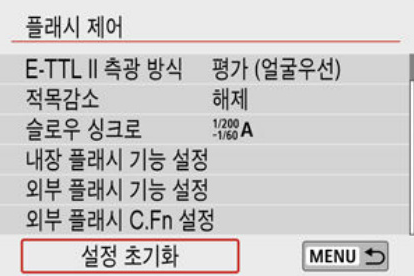 플래시 제어
E-TTL II 측광 방식 평가 (얼굴우선)
적목감소 해제
슬로우 싱크로 1/200-1/60 A
내장 플래시 기능 설정
외부 플래시 기능 설정
외부 플래시 C.Fn 설정
설정 초기화 MENU